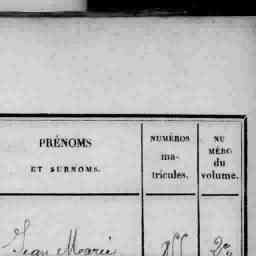 PRÉNOMS
ET SURNOMS.
NUMÉROS
ma-
tricules.
NU
MÉRO
du
volume.
Jean Marie